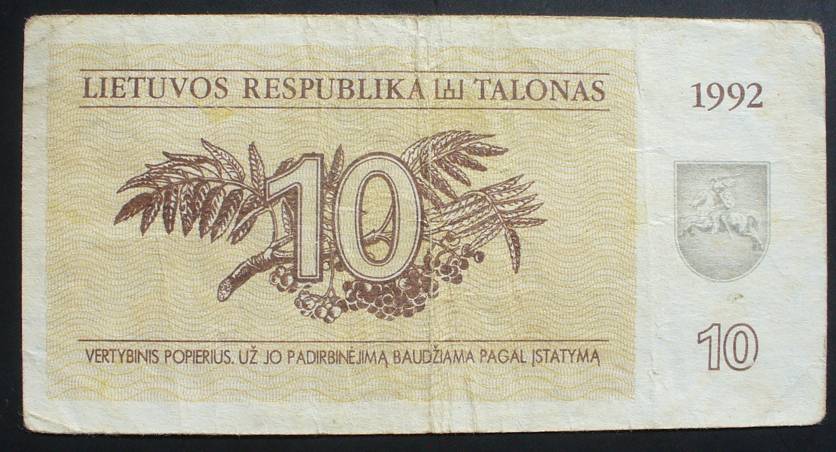 LIETUVOS RESPUBLIKA TALONAS
1992
10
10
VERTYBINIS POPIERIUS. UŽ JO PADIRBINĖJIMĄ BAUDŽIAMA PAGAL ĮSTATYMĄ